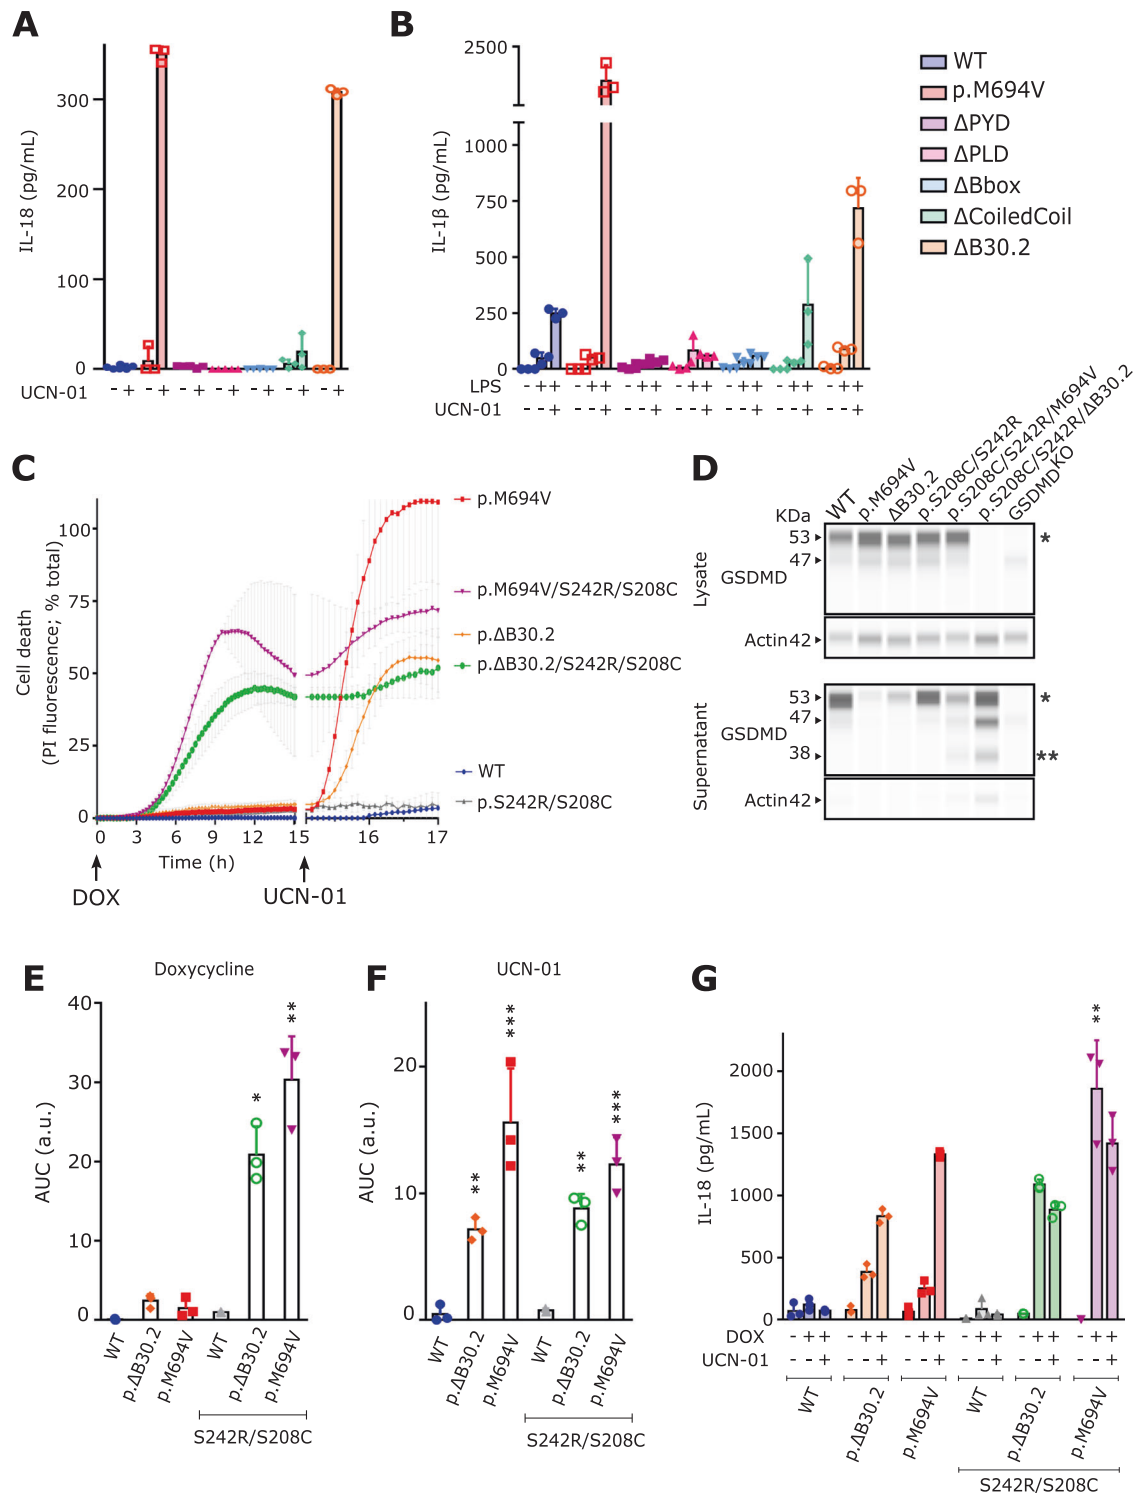 A
IL-18 (pg/mL)
300
200
100
0
UCN-01
- + - + - + - + - + - + - +
B
IL-1β (pg/mL)
2500
1000
750
500
250
0
LPS
- + + - + + - + + - + + - + + - + + - + +
UCN-01
- - + - - + - - + - - + - - + - - + - - +
WT
p.M694V
ΔPYD
ΔPLD
ΔBbox
ΔCoiledCoil
ΔB30.2
C
Cell death
(PI fluorescence; % total)
100
75
50
25
0
0 3 6 9 12 15 16 17
Time (h)
DOX
UCN-01
p.M694V
p.M694V/S242R/S208C
p.ΔB30.2
p.ΔB30.2/S242R/S208C
WT
p.S242R/S208C
D
WT
p.M694V
ΔB30.2
p.S208C/S242R
p.S208C/S242R/M694V
p.S208C/S242R/ΔB30.2
GSDMDKO
KDa
Lysate
53
*
47
GSDMD
Actin 42
Supernatant
53
*
47
GSDMD
38
**
Actin 42
E
Doxycycline
AUC (a.u.)
40
30
20
10
0
*
**
WT
p.ΔB30.2
p.M694V
WT
p.ΔB30.2
p.M694V
S242R/S208C
F
UCN-01
AUC (a.u.)
20
10
0
**
***
**
***
WT
p.ΔB30.2
p.M694V
WT
p.ΔB30.2
p.M694V
S242R/S208C
G
IL-18 (pg/mL)
2000
1500
1000
500
0
**
DOX
- + + - + + - + + - + + - + + - + +
UCN-01
- - + - - + - - + - - + - - + - - +
WT
p.ΔB30.2
p.M694V
WT
p.ΔB30.2
p.M694V
S242R/S208C